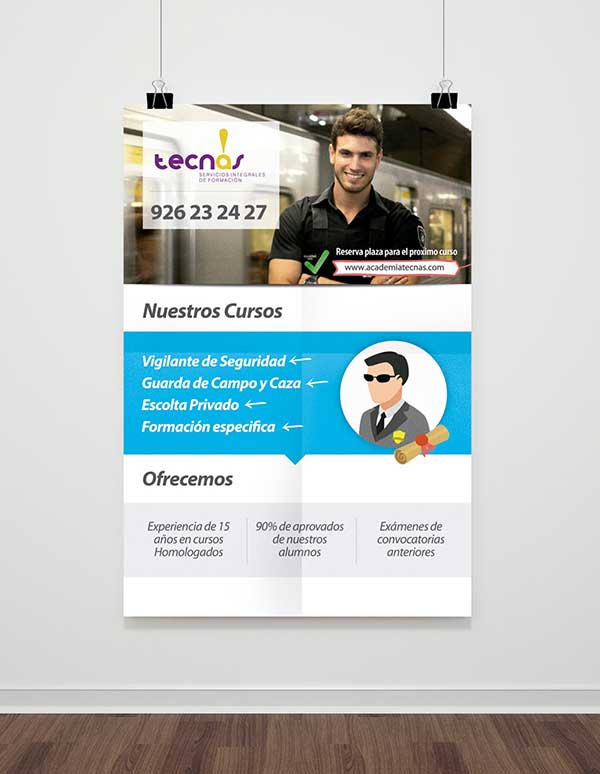 tecnas
SERVICIOS INTEGRALES
DE FORMACIÓN
926 23 24 27
Reserva plaza para el proximo curso
www.academiatecnas.com
Nuestros Cursos
Vigilante de Seguridad
Guarda de Campo y Caza
Escolta Privado
Formación especifica
Ofrecemos
Experiencia de 15
años en cursos
Homologados
90% de aprovados
de nuestros
alumnos
Exámenes de
convocatorias
anteriores